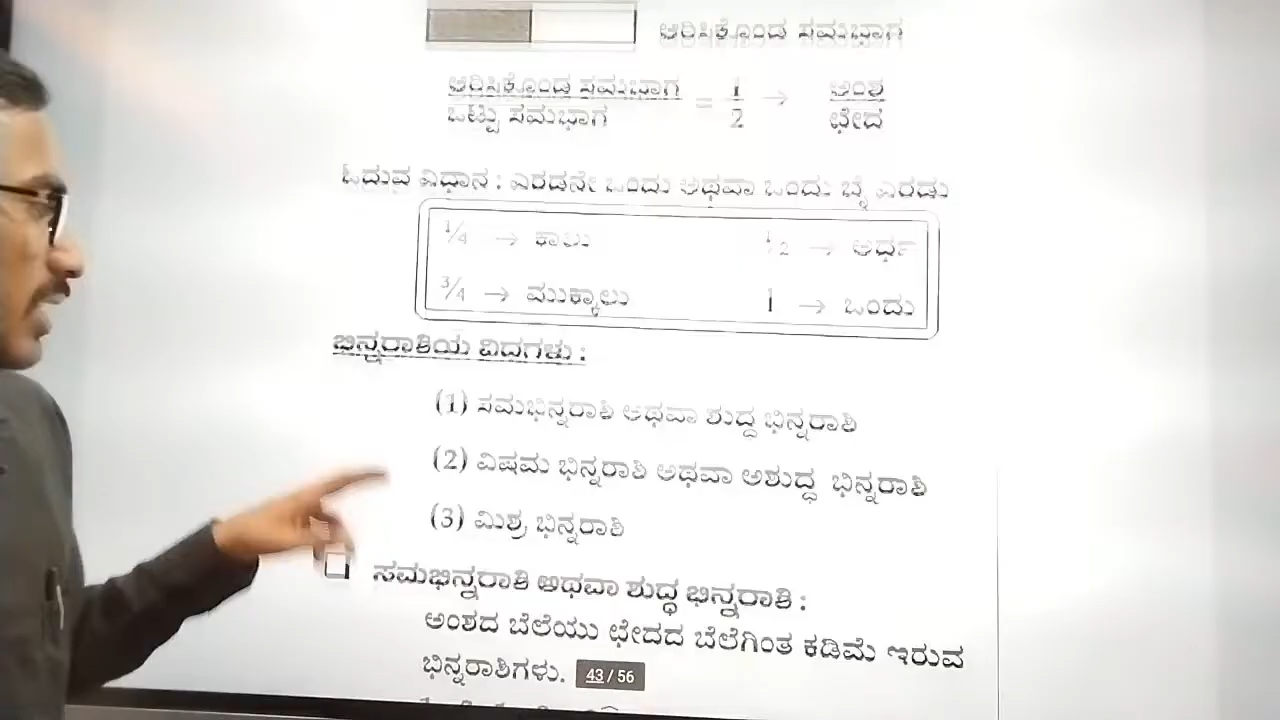 ಆರಿಸಿಕೊಂಡ ಸಮಭಾಗ
ಆರಿಸಿಕೊಂಡ ಸಮಭಾಗ
ಒಟ್ಟು ಸಮಭಾಗ
= 1/2 → ಅಂಶ
ಛೇದ
ಓದುವ ವಿಧಾನ : ಎರಡನೇ ಒಂದು ಅಥವಾ ಒಂದು ಬೈ ಎರಡು
1/4 → ಕಾಲು 1/2 → ಅರ್ಧ
3/4 → ಮುಕ್ಕಾಲು 1 → ಒಂದು
ಭಿನ್ನರಾಶಿಯ ವಿದಗಳು :
(1) ಸಮಭಿನ್ನರಾಶಿ ಅಥವಾ ಶುದ್ಧ ಭಿನ್ನರಾಶಿ
(2) ವಿಷಮ ಭಿನ್ನರಾಶಿ ಅಥವಾ ಅಶುದ್ಧ ಭಿನ್ನರಾಶಿ
(3) ಮಿಶ್ರ ಭಿನ್ನರಾಶಿ
ಸಮಭಿನ್ನರಾಶಿ ಅಥವಾ ಶುದ್ಧ ಭಿನ್ನರಾಶಿ :
ಅಂಶದ ಬೆಲೆಯು ಛೇದದ ಬೆಲೆಗಿಂತ ಕಡಿಮೆ ಇರುವ
ಭಿನ್ನರಾಶಿಗಳು. 43 / 56